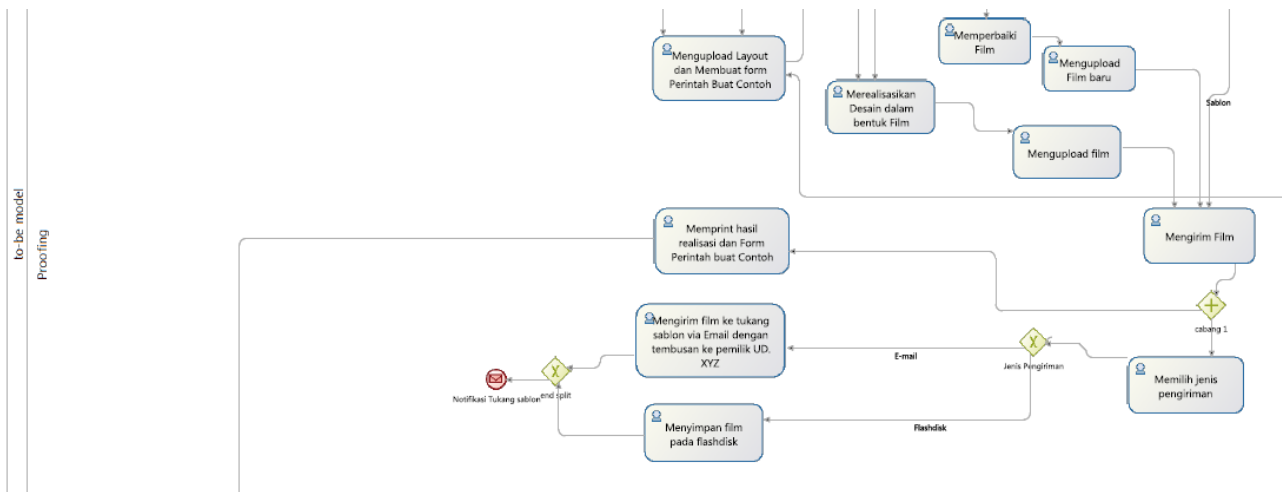 to-be model
Proofing
Mengupload Layout
dan Membuat form
Perintah Buat Contoh
Memperbaiki
Film
Mengupload
Film baru
Sablon
Merealisasikan
Desain dalam
bentuk Film
Mengupload film
Memprint hasil
realisasi dan Form
Perintah buat Contoh
Mengirim Film
cabang 1
Mengirim film ke tukang
sablon via Email dengan
tembusan ke pemilik UD.
XYZ
E-mail
Jenis Pengiriman
Memilih jenis
pengiriman
Notifikasi Tukang sablon
end split
Menyimpan film
pada flashdisk
Flashdisk